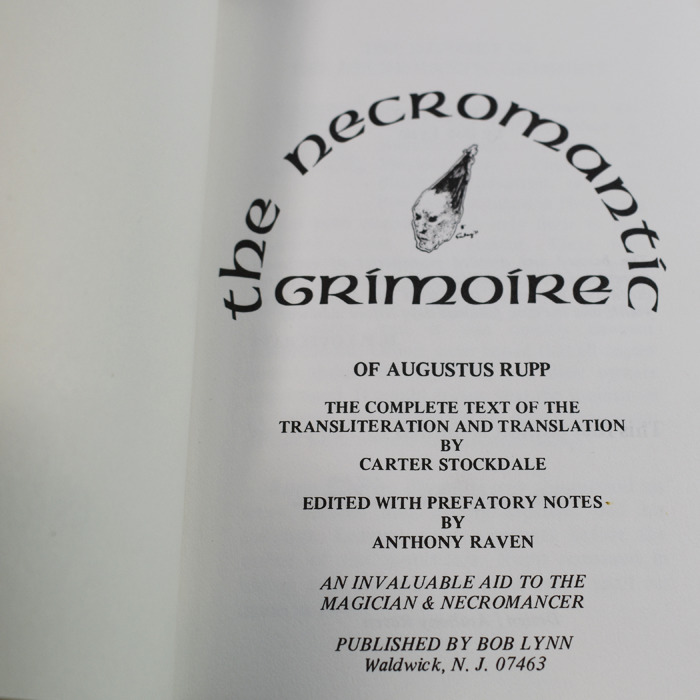 the necromantic
GRIMOIRE
OF AUGUSTUS RUPP
THE COMPLETE TEXT OF THE
TRANSLITERATION AND TRANSLATION
BY
CARTER STOCKDALE
EDITED WITH PREFATORY NOTES
BY
ANTHONY RAVEN
AN INVALUABLE AID TO THE
MAGICIAN & NECROMANCER
PUBLISHED BY BOB LYNN
Waldwick, N. J. 07463